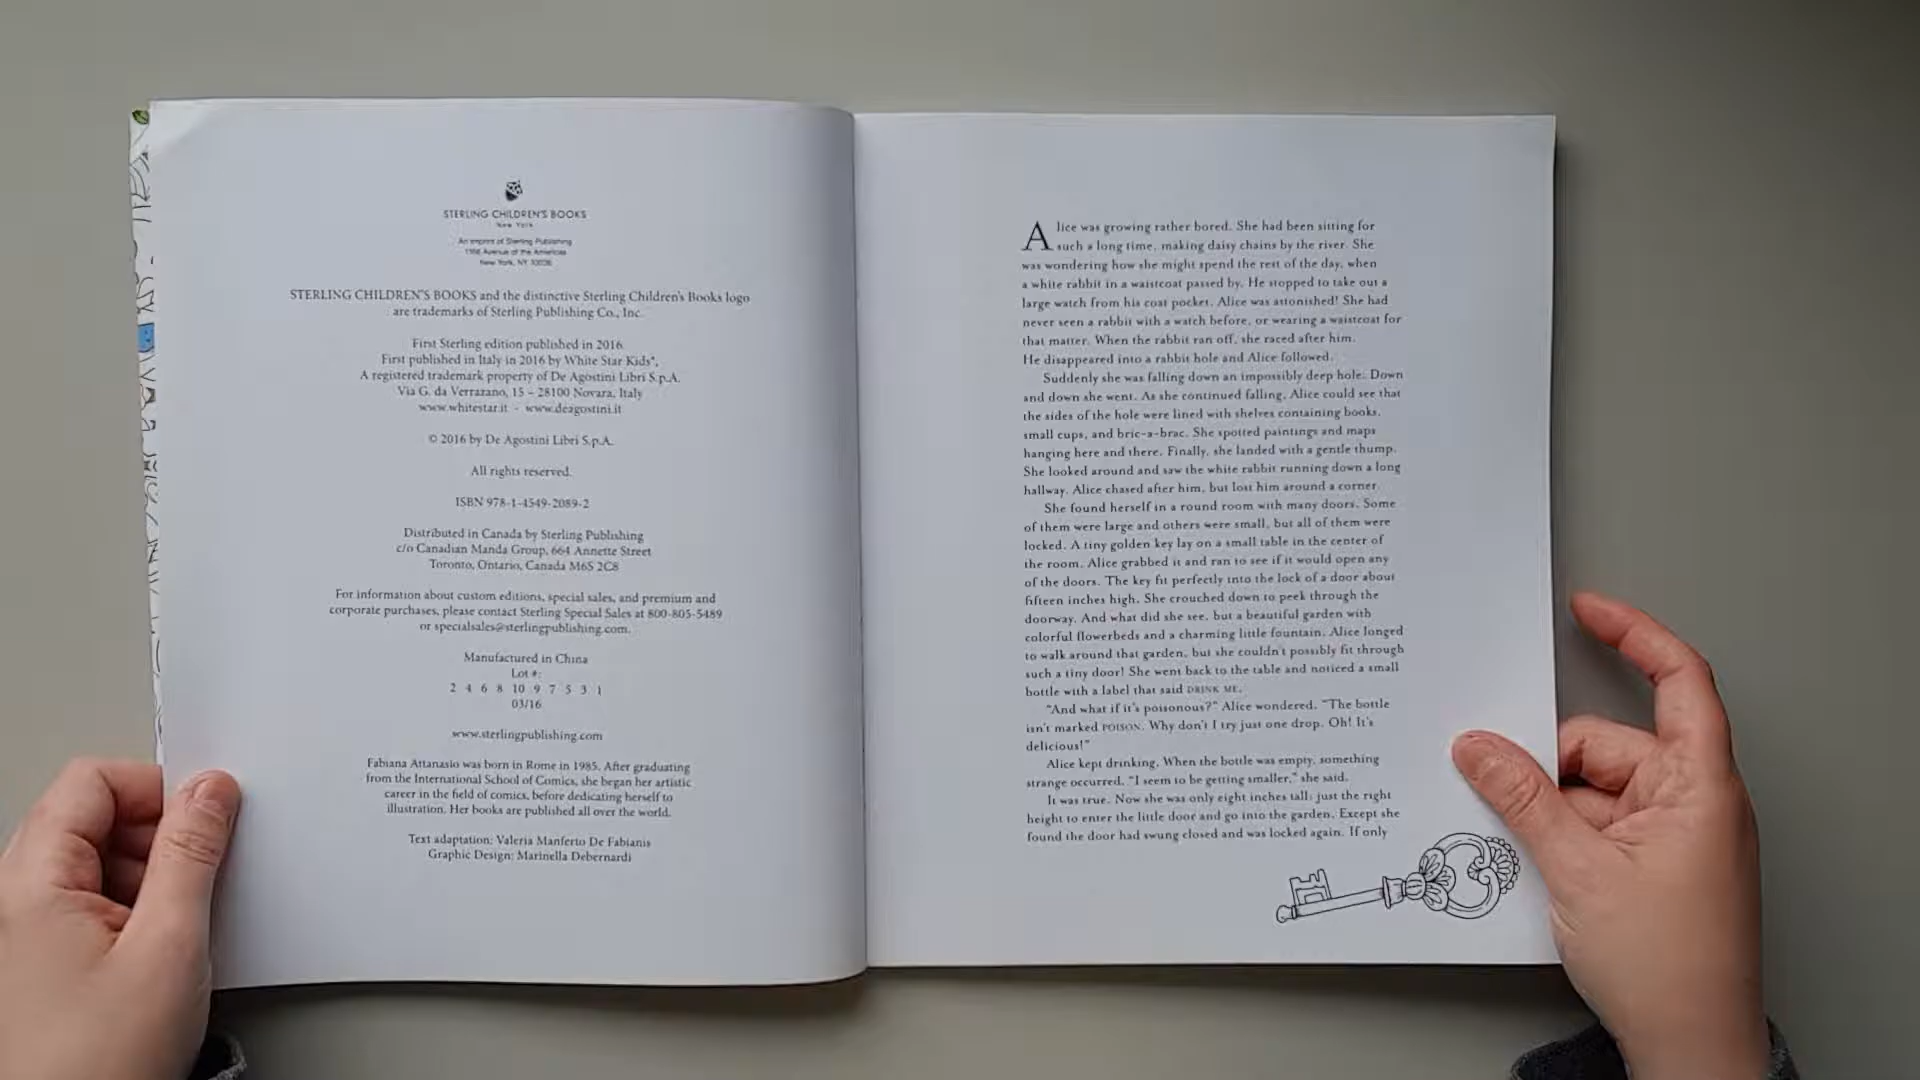 STERLING CHILDREN'S BOOKS
New York
An imprint of Sterling Publishing
1166 Avenue of the Americas
New York, NY 10036
STERLING CHILDREN'S BOOKS and the distinctive Sterling Children's Books logo
are trademarks of Sterling Publishing Co., Inc.
First Sterling edition published in 2016
First published in Italy in 2016 by White Star Kids®,
A registered trademark property of De Agostini Libri S.p.A.
Via G. da Verrazano, 15 – 28100 Novara, Italy
www.whitestar.it - www.deagostini.it
© 2016 by De Agostini Libri S.p.A.
All rights reserved.
ISBN 978-1-4549-2089-2
Distributed in Canada by Sterling Publishing
c/o Canadian Manda Group, 664 Annette Street
Toronto, Ontario, Canada M6S 2C8
For information about custom editions, special sales, and premium and
corporate purchases, please contact Sterling Special Sales at 800-805-5489
or specialsales@sterlingpublishing.com.
Manufactured in China
Lot #:
2 4 6 8 10 9 7 5 3 1
03/16
www.sterlingpublishing.com
Fabiana Attanasio was born in Rome in 1985. After graduating
from the International School of Comics, she began her artistic
career in the field of comics, before dedicating herself to
illustration. Her books are published all over the world.
Text adaptation: Valeria Manferto De Fabianis
Graphic Design: Marinella Debernardi
Alice was growing rather bored. She had been sitting for
such a long time, making daisy chains by the river. She
was wondering how she might spend the rest of the day, when
a white rabbit in a waistcoat passed by. He stopped to take out a
large watch from his coat pocket. Alice was astonished! She had
never seen a rabbit with a watch before, or wearing a waistcoat for
that matter. When the rabbit ran off, she raced after him.
He disappeared into a rabbit hole and Alice followed.
Suddenly she was falling down an impossibly deep hole. Down
and down she went. As she continued falling, Alice could see that
the sides of the hole were lined with shelves containing books,
small cups, and bric-a-brac. She spotted paintings and maps
hanging here and there. Finally, she landed with a gentle thump.
She looked around and saw the white rabbit running down a long
hallway. Alice chased after him, but lost him around a corner.
She found herself in a round room with many doors. Some
of them were large and others were small, but all of them were
locked. A tiny golden key lay on a small table in the center of
the room. Alice grabbed it and ran to see if it would open any
of the doors. The key fit perfectly into the lock of a door about
fifteen inches high. She crouched down to peek through the
doorway. And what did she see, but a beautiful garden with
colorful flowerbeds and a charming little fountain. Alice longed
to walk around that garden, but she couldn't possibly fit through
such a tiny door! She went back to the table and noticed a small
bottle with a label that said DRINK ME.
"And what if it's poisonous?" Alice wondered. "The bottle
isn't marked POISON. Why don't I try just one drop. Oh! It's
delicious!"
Alice kept drinking. When the bottle was empty, something
strange occurred. "I seem to be getting smaller," she said.
It was true. Now she was only eight inches tall; just the right
height to enter the little door and go into the garden. Except she
found the door had swung closed and was locked again. If only